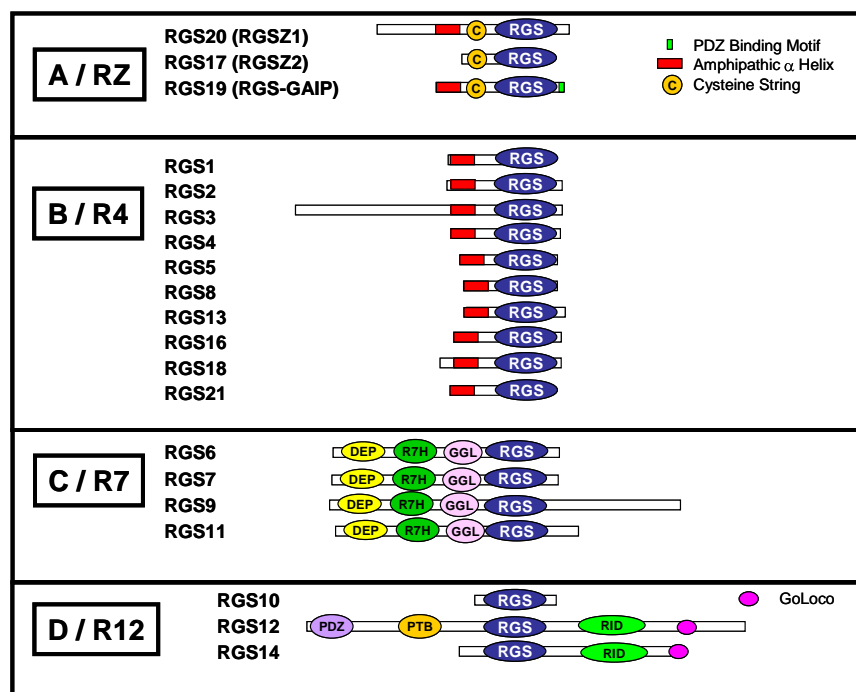 A / RZ
RGS20 (RGSZ1) C RGS
RGS17 (RGSZ2) C RGS
RGS19 (RGS-GAIP) C RGS
PDZ Binding Motif
Amphipathic α Helix
C Cysteine String
B / R4
RGS1 RGS
RGS2 RGS
RGS3 RGS
RGS4 RGS
RGS5 RGS
RGS8 RGS
RGS13 RGS
RGS16 RGS
RGS18 RGS
RGS21 RGS
C / R7
RGS6 DEP R7H GGL RGS
RGS7 DEP R7H GGL RGS
RGS9 DEP R7H GGL RGS
RGS11 DEP R7H GGL RGS
D / R12
RGS10 RGS
RGS12 PDZ PTB RGS RID
RGS14 RGS RID
GoLoco